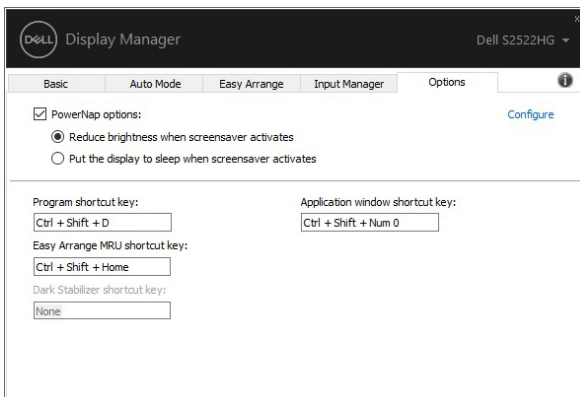 DELL Display Manager
Dell S2522HG
Basic Auto Mode Easy Arrange Input Manager Options
PowerNap options:
Configure
Reduce brightness when screensaver activates
Put the display to sleep when screensaver activates
Program shortcut key:
Application window shortcut key:
Ctrl + Shift + D
Ctrl + Shift + Num 0
Easy Arrange MRU shortcut key:
Ctrl + Shift + Home
Dark Stabilizer shortcut key:
None